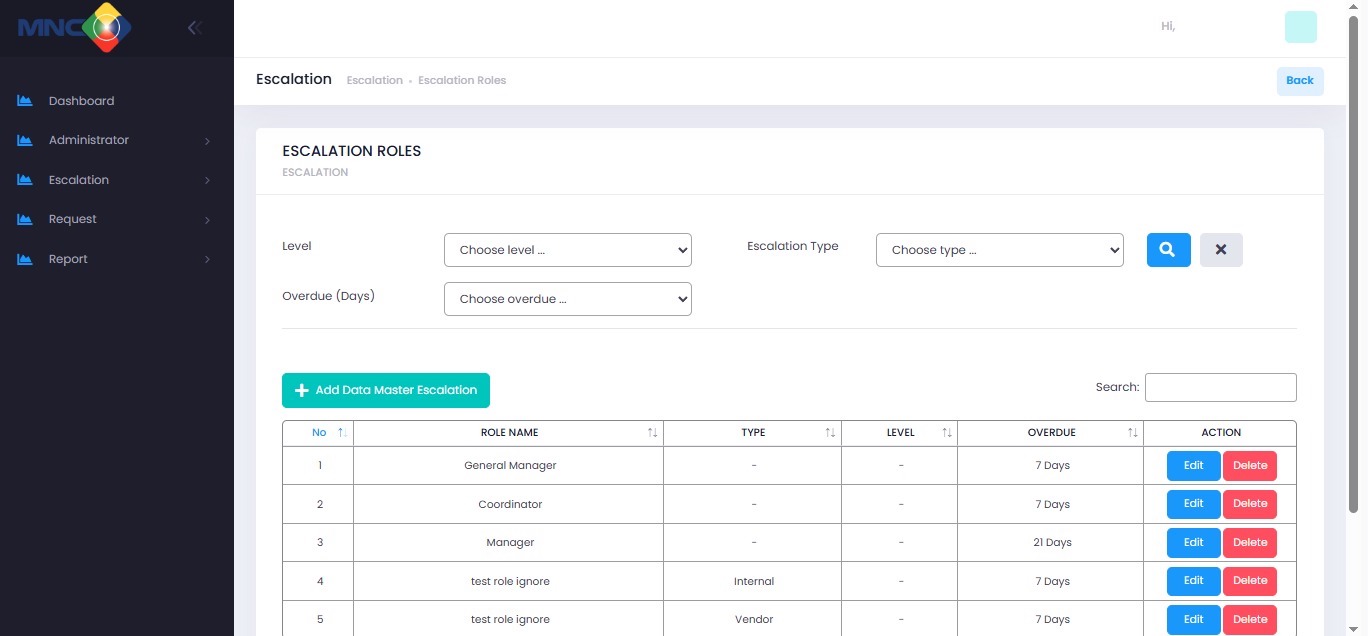 MNC
Hi,
Dashboard
Administrator
Escalation
Request
Report
Escalation Escalation • Escalation Roles Back
ESCALATION ROLES
ESCALATION
Level Choose level ... Escalation Type Choose type ...
Overdue (Days) Choose overdue ...
Add Data Master Escalation Search:
No ROLE NAME TYPE LEVEL OVERDUE ACTION
1 General Manager - - 7 Days Edit Delete
2 Coordinator - - 7 Days Edit Delete
3 Manager - - 21 Days Edit Delete
4 test role ignore Internal - 7 Days Edit Delete
5 test role ignore Vendor - 7 Days Edit Delete